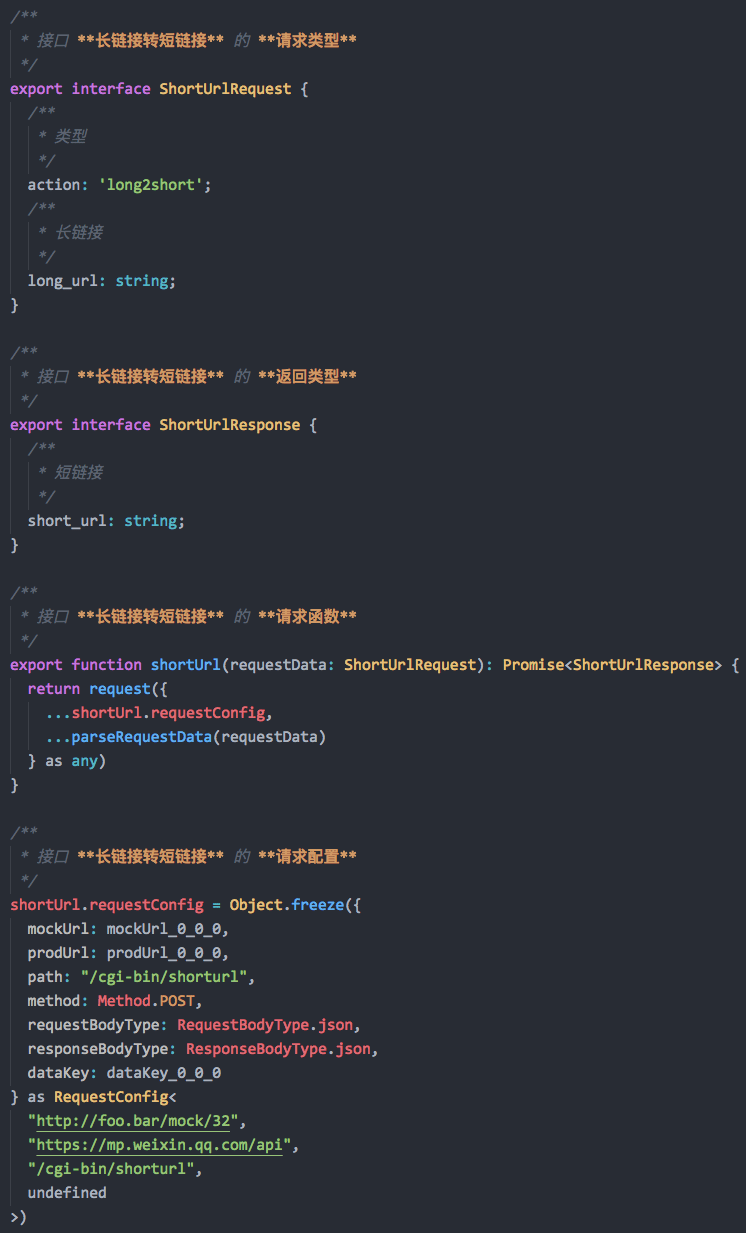 /**
 * 接口 **长链接转短链接** 的 **请求类型**
 */
export interface ShortUrlRequest {
  /**
   * 类型
   */
  action: 'long2short';
  /**
   * 长链接
   */
  long_url: string;
}

/**
 * 接口 **长链接转短链接** 的 **返回类型**
 */
export interface ShortUrlResponse {
  /**
   * 短链接
   */
  short_url: string;
}

/**
 * 接口 **长链接转短链接** 的 **请求函数**
 */
export function shortUrl(requestData: ShortUrlRequest): Promise<ShortUrlResponse> {
  return request({
    ...shortUrl.requestConfig,
    ...parseRequestData(requestData)
  } as any)
}

/**
 * 接口 **长链接转短链接** 的 **请求配置**
 */
shortUrl.requestConfig = Object.freeze({
  mockUrl: mockUrl_0_0_0,
  prodUrl: prodUrl_0_0_0,
  path: "/cgi-bin/shorturl",
  method: Method.POST,
  requestBodyType: RequestBodyType.json,
  responseBodyType: ResponseBodyType.json,
  dataKey: dataKey_0_0_0
} as RequestConfig<
  "http://foo.bar/mock/32",
  "https://mp.weixin.qq.com/api",
  "/cgi-bin/shorturl",
  undefined
>)